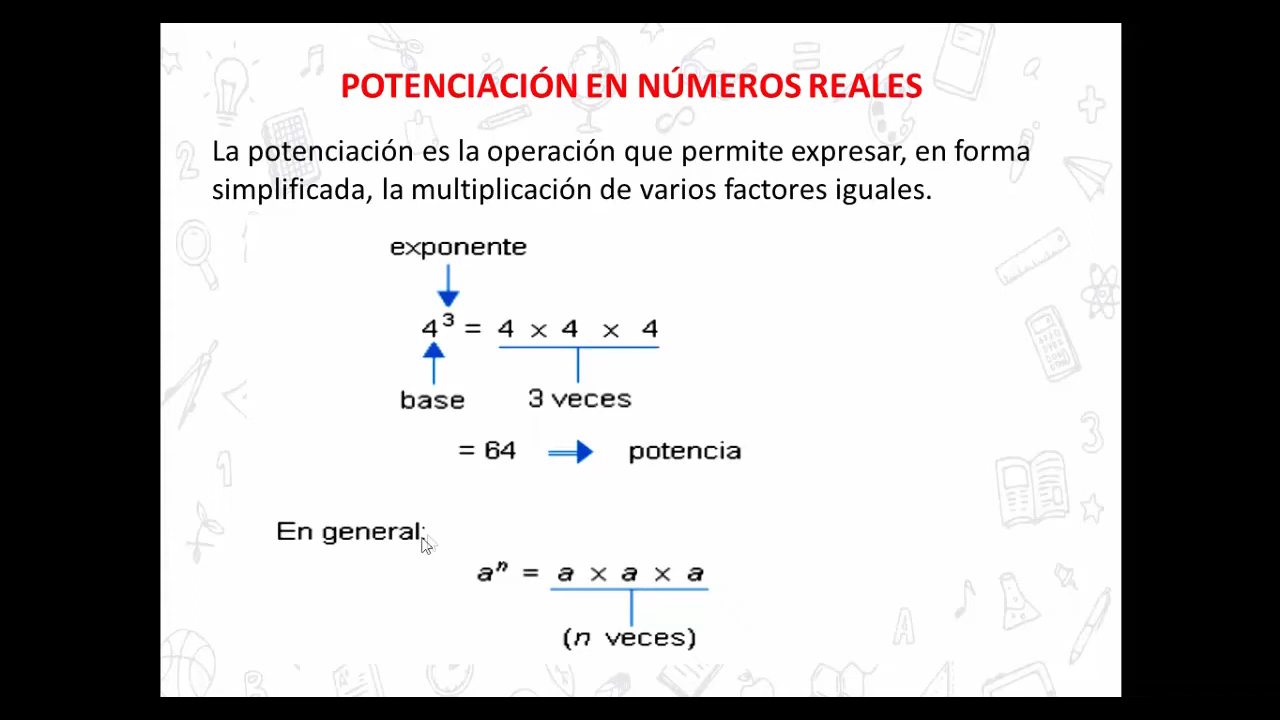 POTENCIACIÓN EN NÚMEROS REALES
La potenciación es la operación que permite expresar, en forma
simplificada, la multiplicación de varios factores iguales.
exponente
4³ = 4 x 4 x 4
base 3 veces
= 64 potencia
En general:
aⁿ = a x a x a
(n veces)